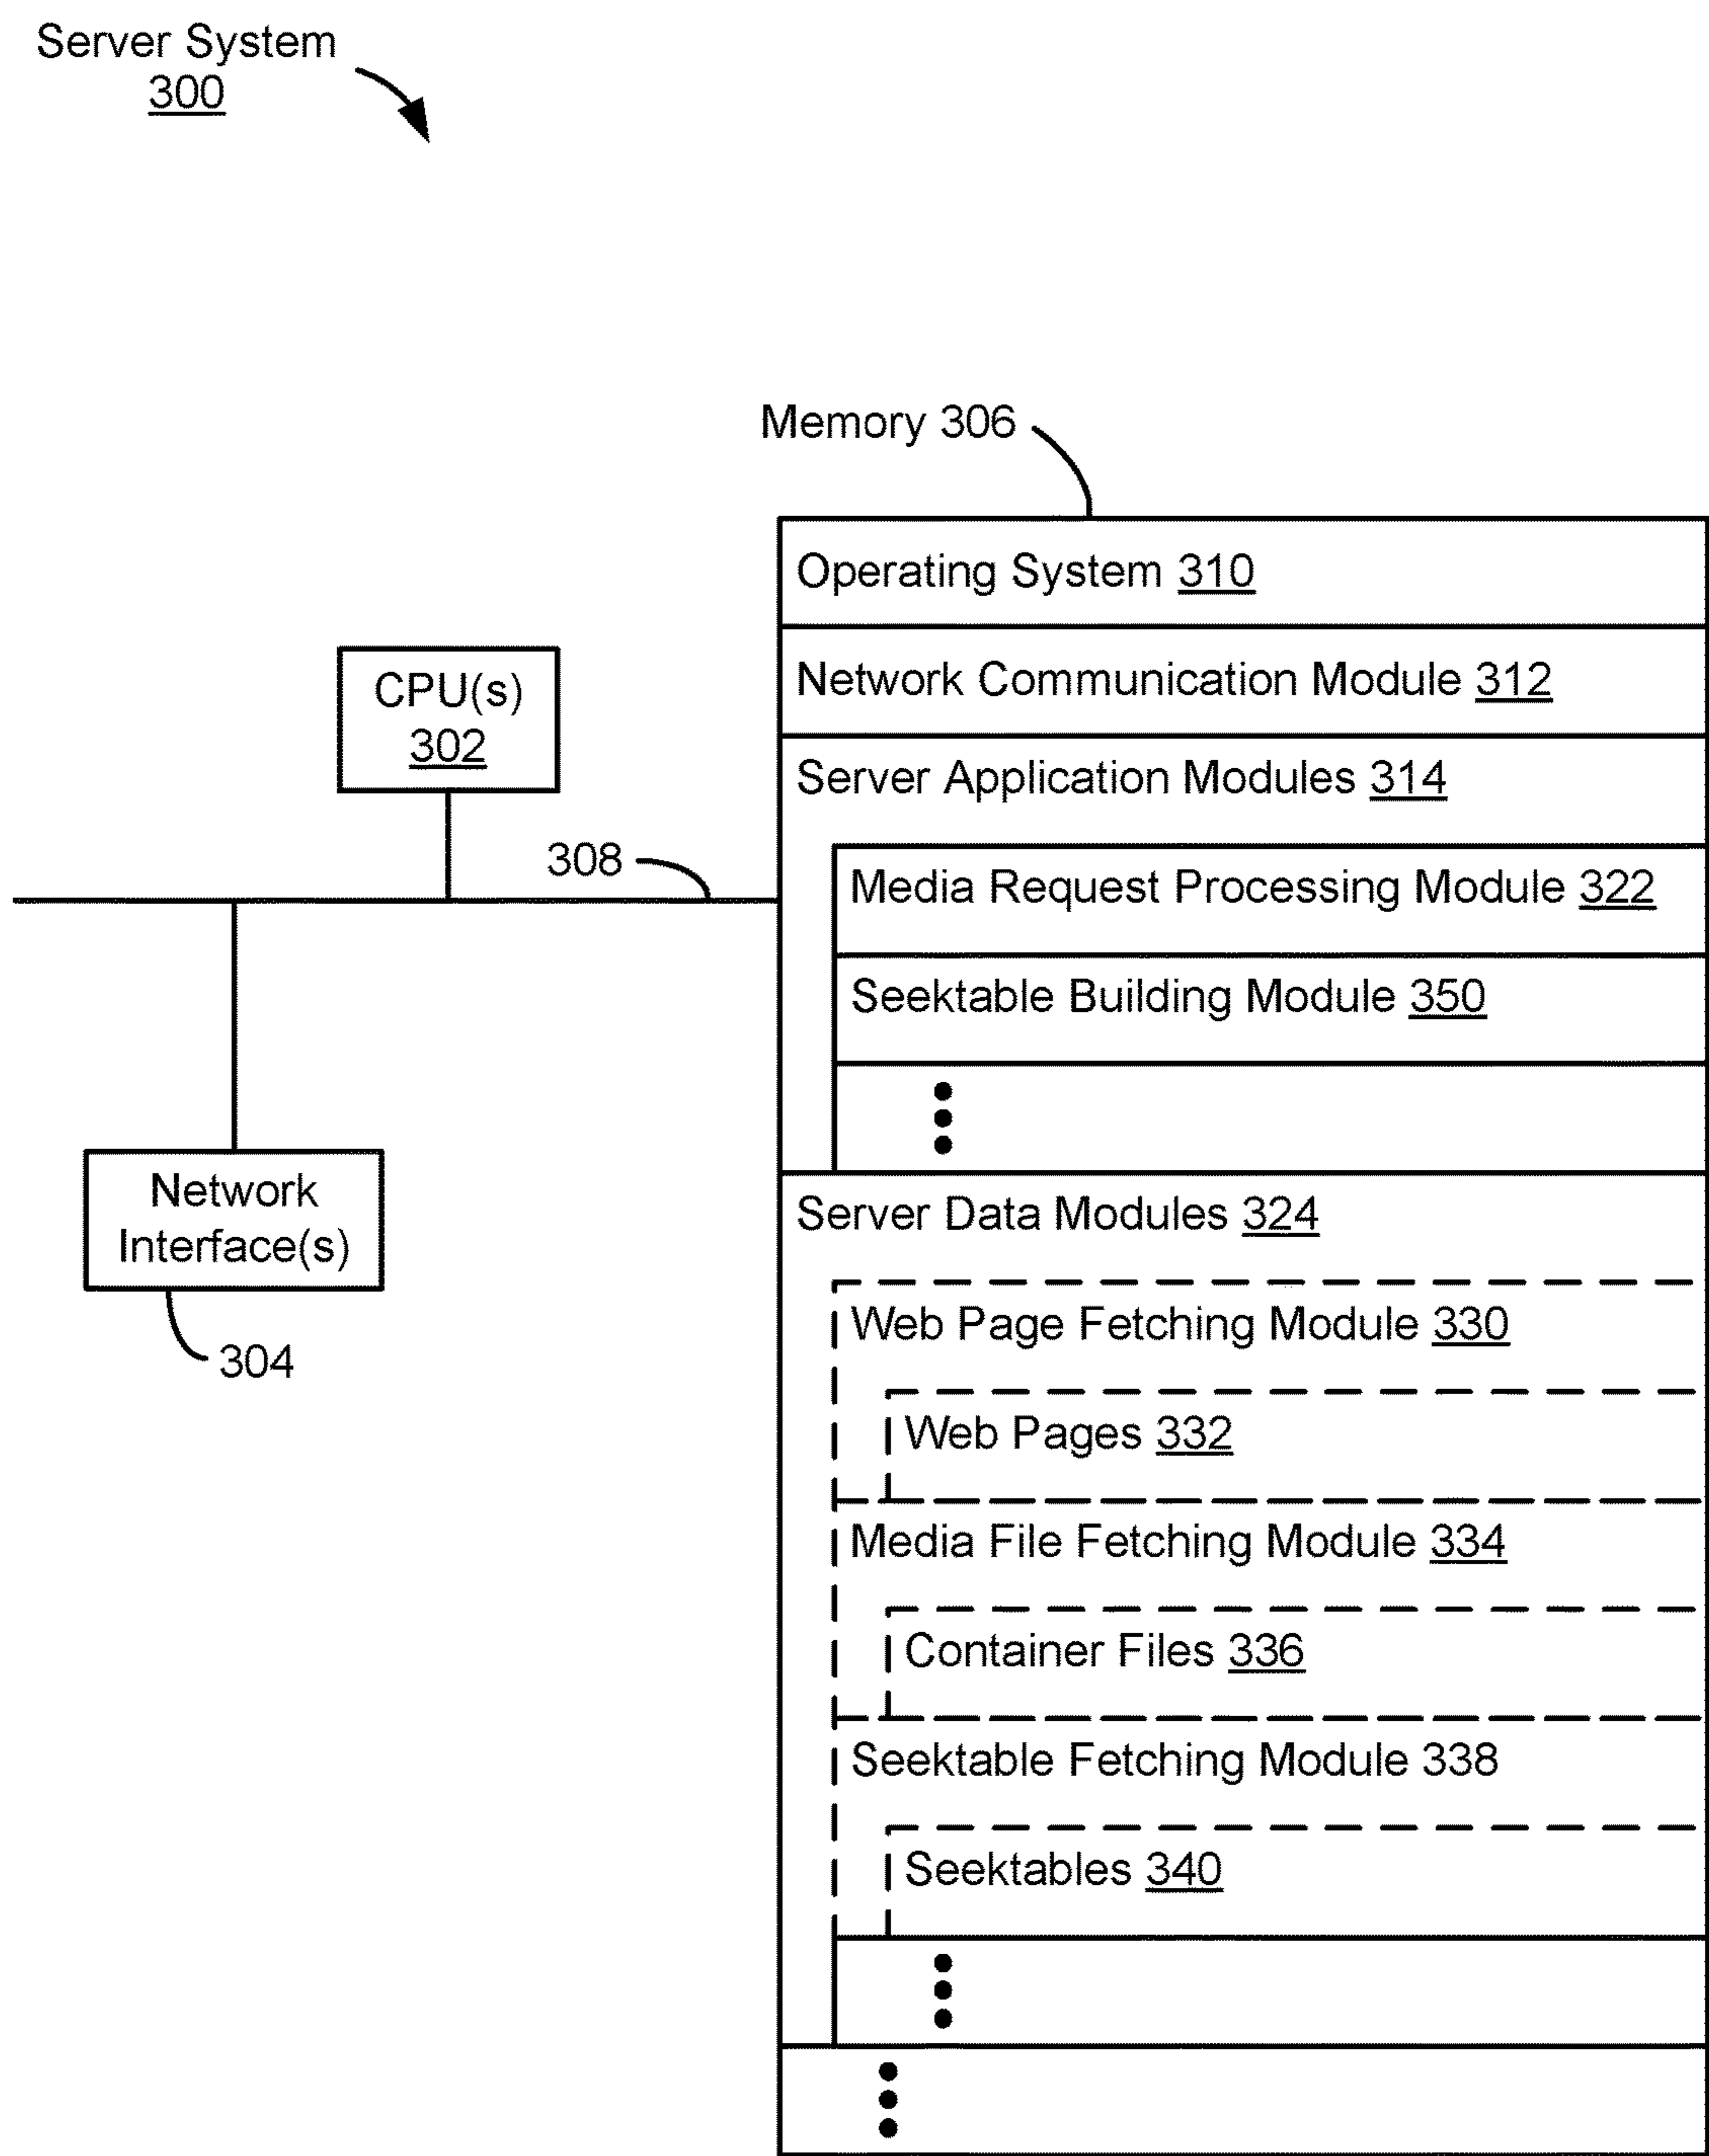 Server System
300
Memory 306
Operating System 310
Network Communication Module 312
CPU(s)
302
Server Application Modules 314
308
Media Request Processing Module 322
Seektable Building Module 350
Network
Interface(s)
304
Server Data Modules 324
Web Page Fetching Module 330
Web Pages 332
Media File Fetching Module 334
Container Files 336
Seektable Fetching Module 338
Seektables 340